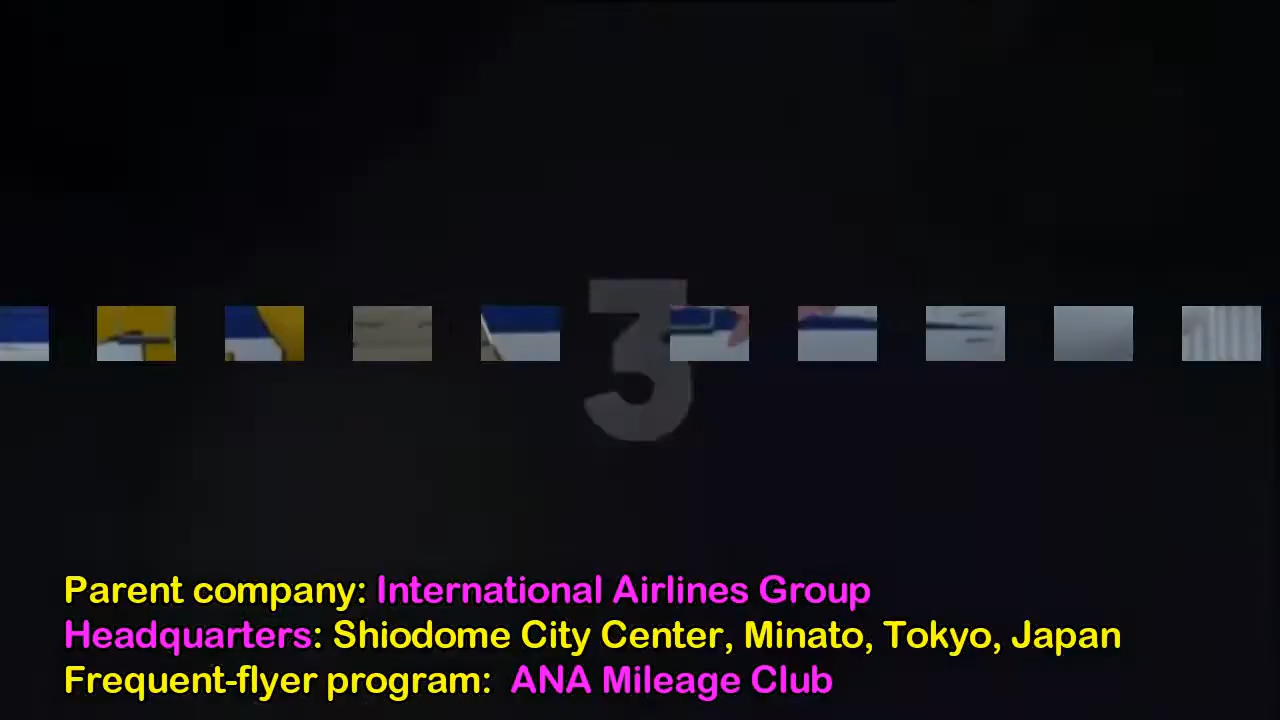 3
Parent company: International Airlines Group
Headquarters: Shiodome City Center, Minato, Tokyo, Japan
Frequent-flyer program: ANA Mileage Club